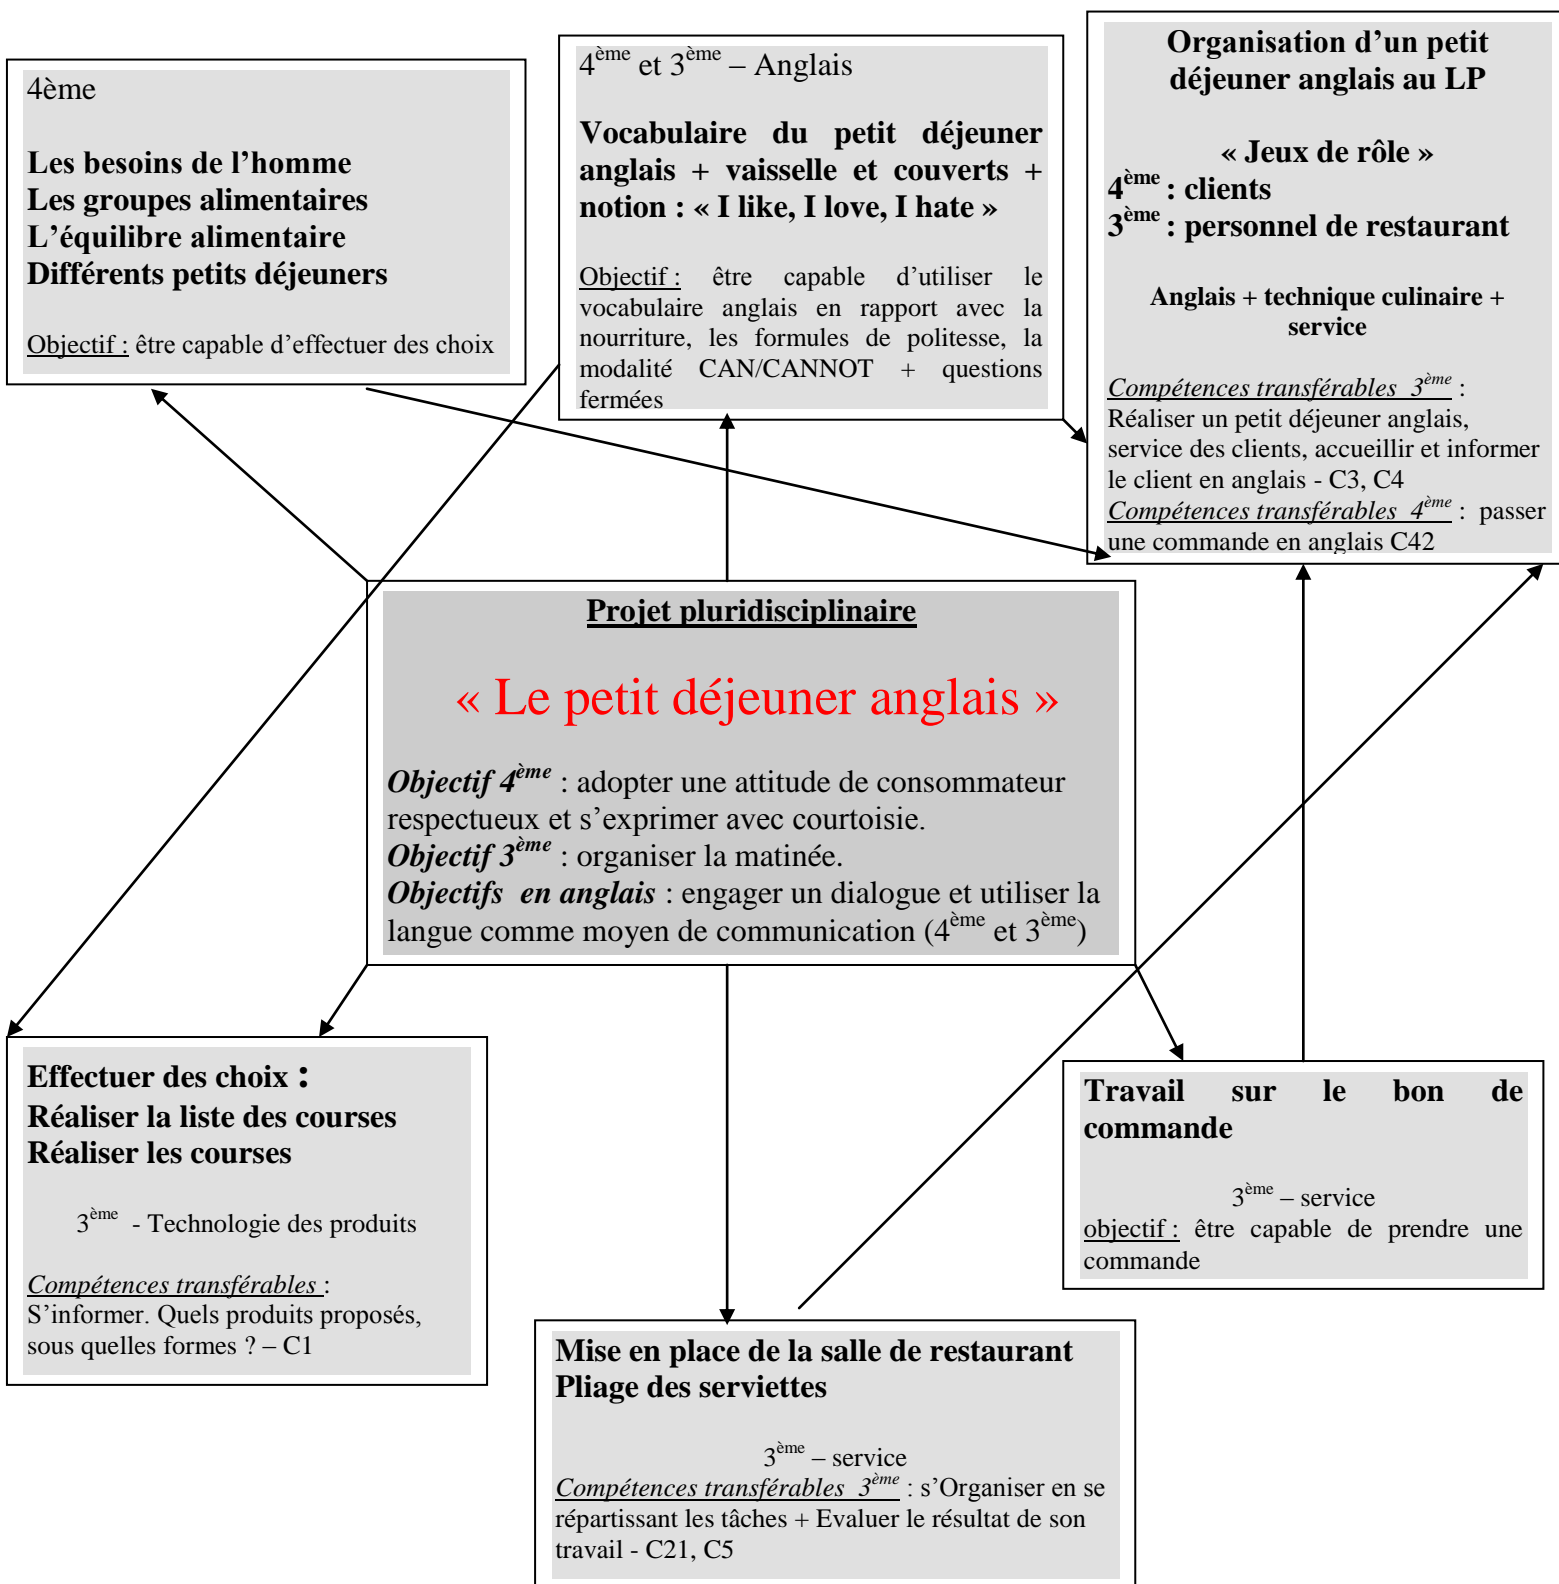 4ème
Les besoins de l’homme
Les groupes alimentaires
L’équilibre alimentaire
Différents petits déjeuners
Objectif : être capable d’effectuer des choix
4ème et 3ème – Anglais
Vocabulaire du petit déjeuner
anglais + vaisselle et couverts +
notion : « I like, I love, I hate »
Objectif : être capable d’utiliser le
vocabulaire anglais en rapport avec la
nourriture, les formules de politesse, la
modalité CAN/CANNOT + questions
fermées
Organisation d’un petit
déjeuner anglais au LP
« Jeux de rôle »
4ème : clients
3ème : personnel de restaurant
Anglais + technique culinaire +
service
Compétences transférables 3ème :
Réaliser un petit déjeuner anglais,
service des clients, accueillir et informer
le client en anglais - C3, C4
Compétences transférables 4ème : passer
une commande en anglais C42
Projet pluridisciplinaire
« Le petit déjeuner anglais »
Objectif 4ème : adopter une attitude de consommateur
respectueux et s’exprimer avec courtoisie.
Objectif 3ème : organiser la matinée.
Objectifs en anglais : engager un dialogue et utiliser la
langue comme moyen de communication (4ème et 3ème)
Effectuer des choix :
Réaliser la liste des courses
Réaliser les courses
3ème - Technologie des produits
Compétences transférables :
S’informer. Quels produits proposés,
sous quelles formes ? – C1
Travail sur le bon de
commande
3ème – service
objectif : être capable de prendre une
commande
Mise en place de la salle de restaurant
Pliage des serviettes
3ème – service
Compétences transférables 3ème : s’Organiser en se
répartissant les tâches + Evaluer le résultat de son
travail - C21, C5